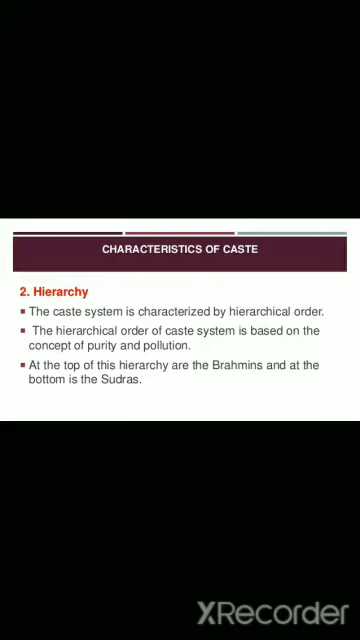 CHARACTERISTICS OF CASTE
2. Hierarchy
▪ The caste system is characterized by hierarchical order.
▪ The hierarchical order of caste system is based on the
concept of purity and pollution.
▪ At the top of this hierarchy are the Brahmins and at the
bottom is the Sudras.
XRecorder